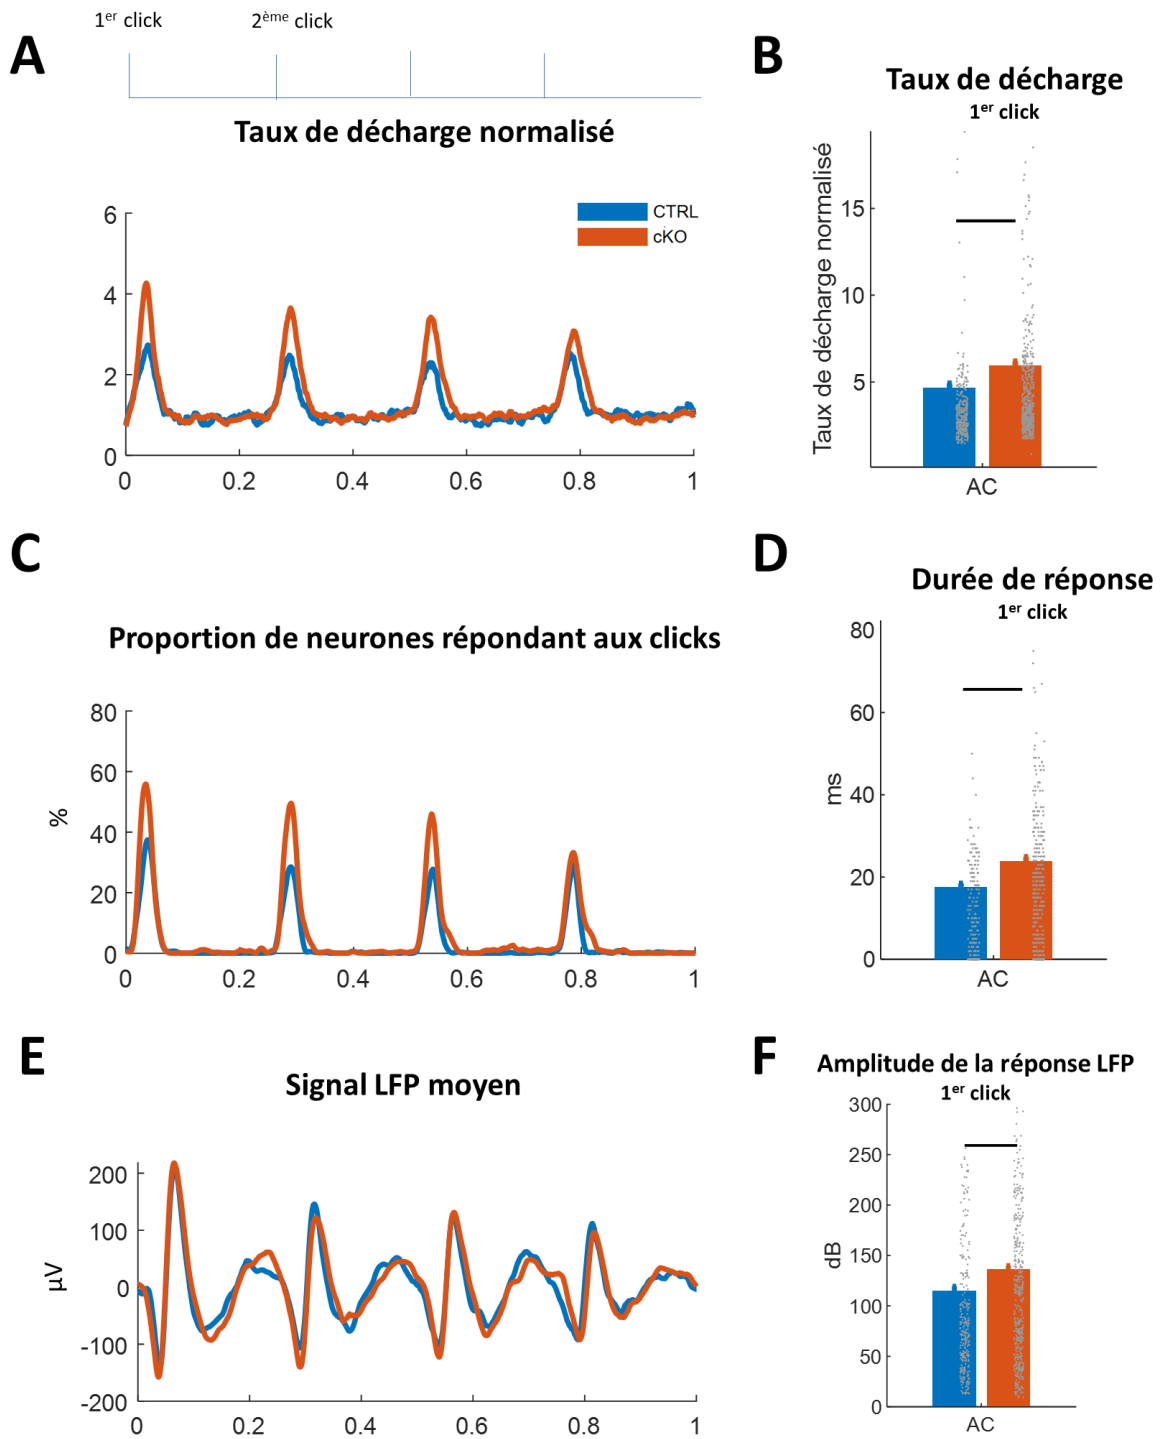 1er click
2ème click
A
Taux de décharge normalisé
CTRL
cKO
6
4
2
0
0
0.2
0.4
0.6
0.8
1
B
Taux de décharge
1er click
Taux de décharge normalisé
15
10
5
AC
C
Proportion de neurones répondant aux clicks
%
80
60
40
20
0
0
0.2
0.4
0.6
0.8
1
D
Durée de réponse
1er click
ms
80
60
40
20
0
AC
E
Signal LFP moyen
µV
200
100
0
-100
-200
0
0.2
0.4
0.6
0.8
1
F
Amplitude de la réponse LFP
1er click
dB
300
250
200
150
100
50
0
AC